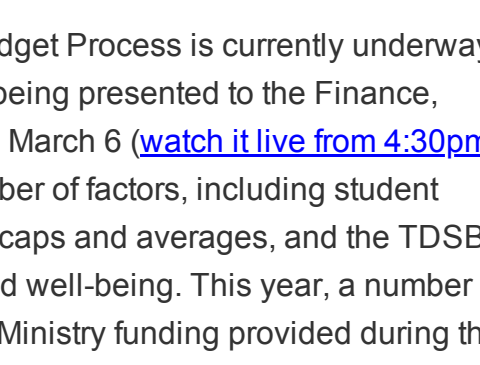 dget Process is currently underway
being presented to the Finance,
March 6 (watch it live from 4:30pm
ber of factors, including student
caps and averages, and the TDSB
d well-being. This year, a number
Ministry funding provided during th